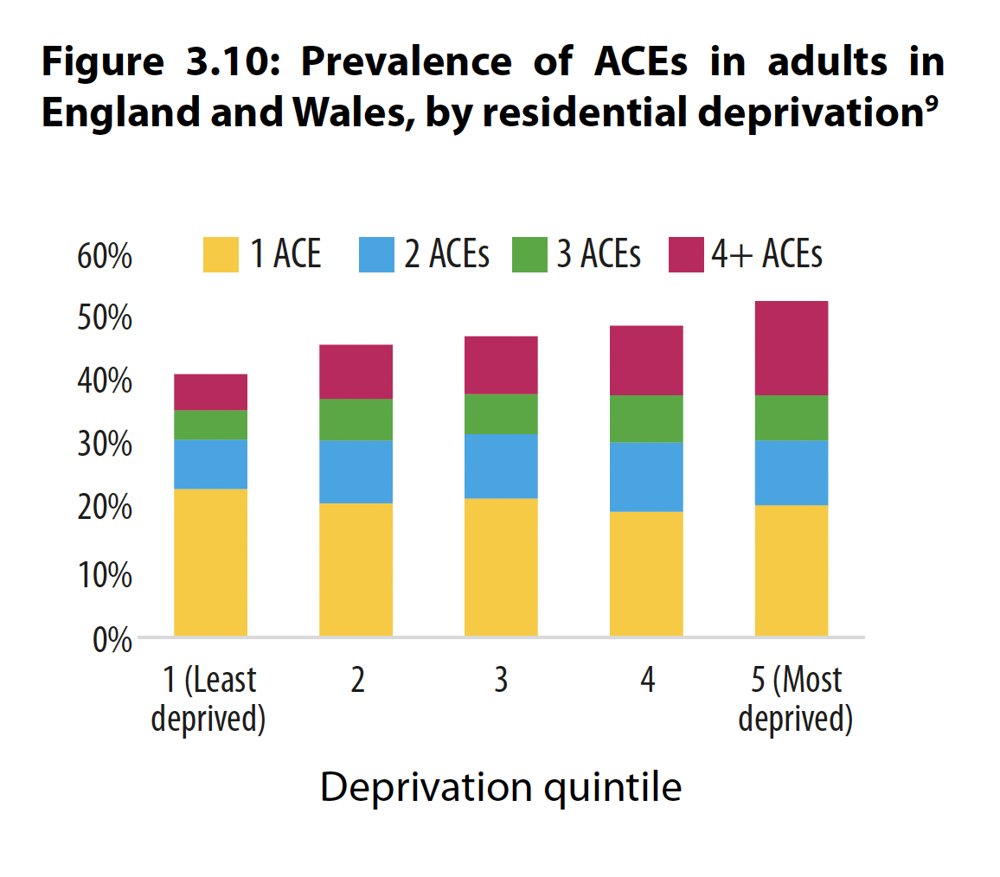 Figure 3.10: Prevalence of ACEs in adults in
England and Wales, by residential deprivation⁹
1 ACE 2 ACEs 3 ACEs 4+ ACEs
60%
50%
40%
30%
20%
10%
0%
1 (Least deprived) 2 3 4 5 (Most deprived)
Deprivation quintile